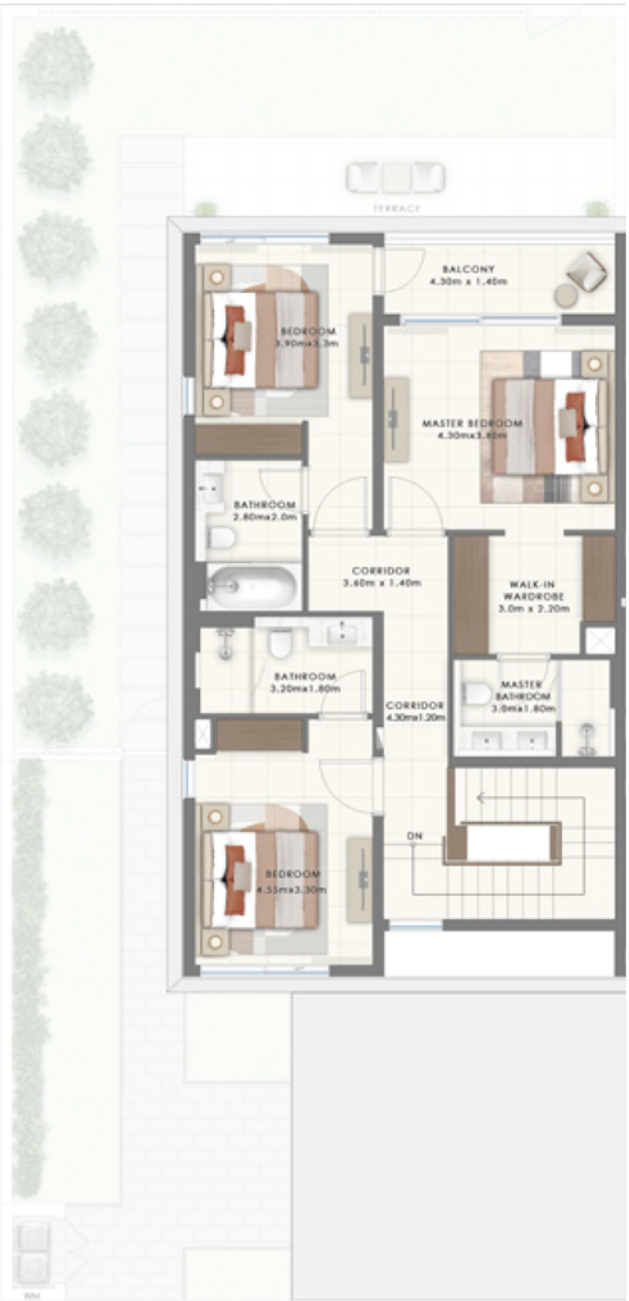 TERRACE
BALCONY
4.30m x 1.40m
BEDROOM
3.90mx3.3m
MASTER BEDROOM
4.30mx3.80m
BATHROOM
2.80mx2.0m
CORRIDOR
3.60m x 1.40m
WALK-IN
WARDROBE
3.0m x 2.20m
BATHROOM
3.20mx1.80m
MASTER
BATHROOM
3.0mx1.80m
CORRIDOR
4.30mx1.20m
DN
BEDROOM
4.55mx3.30m
WM